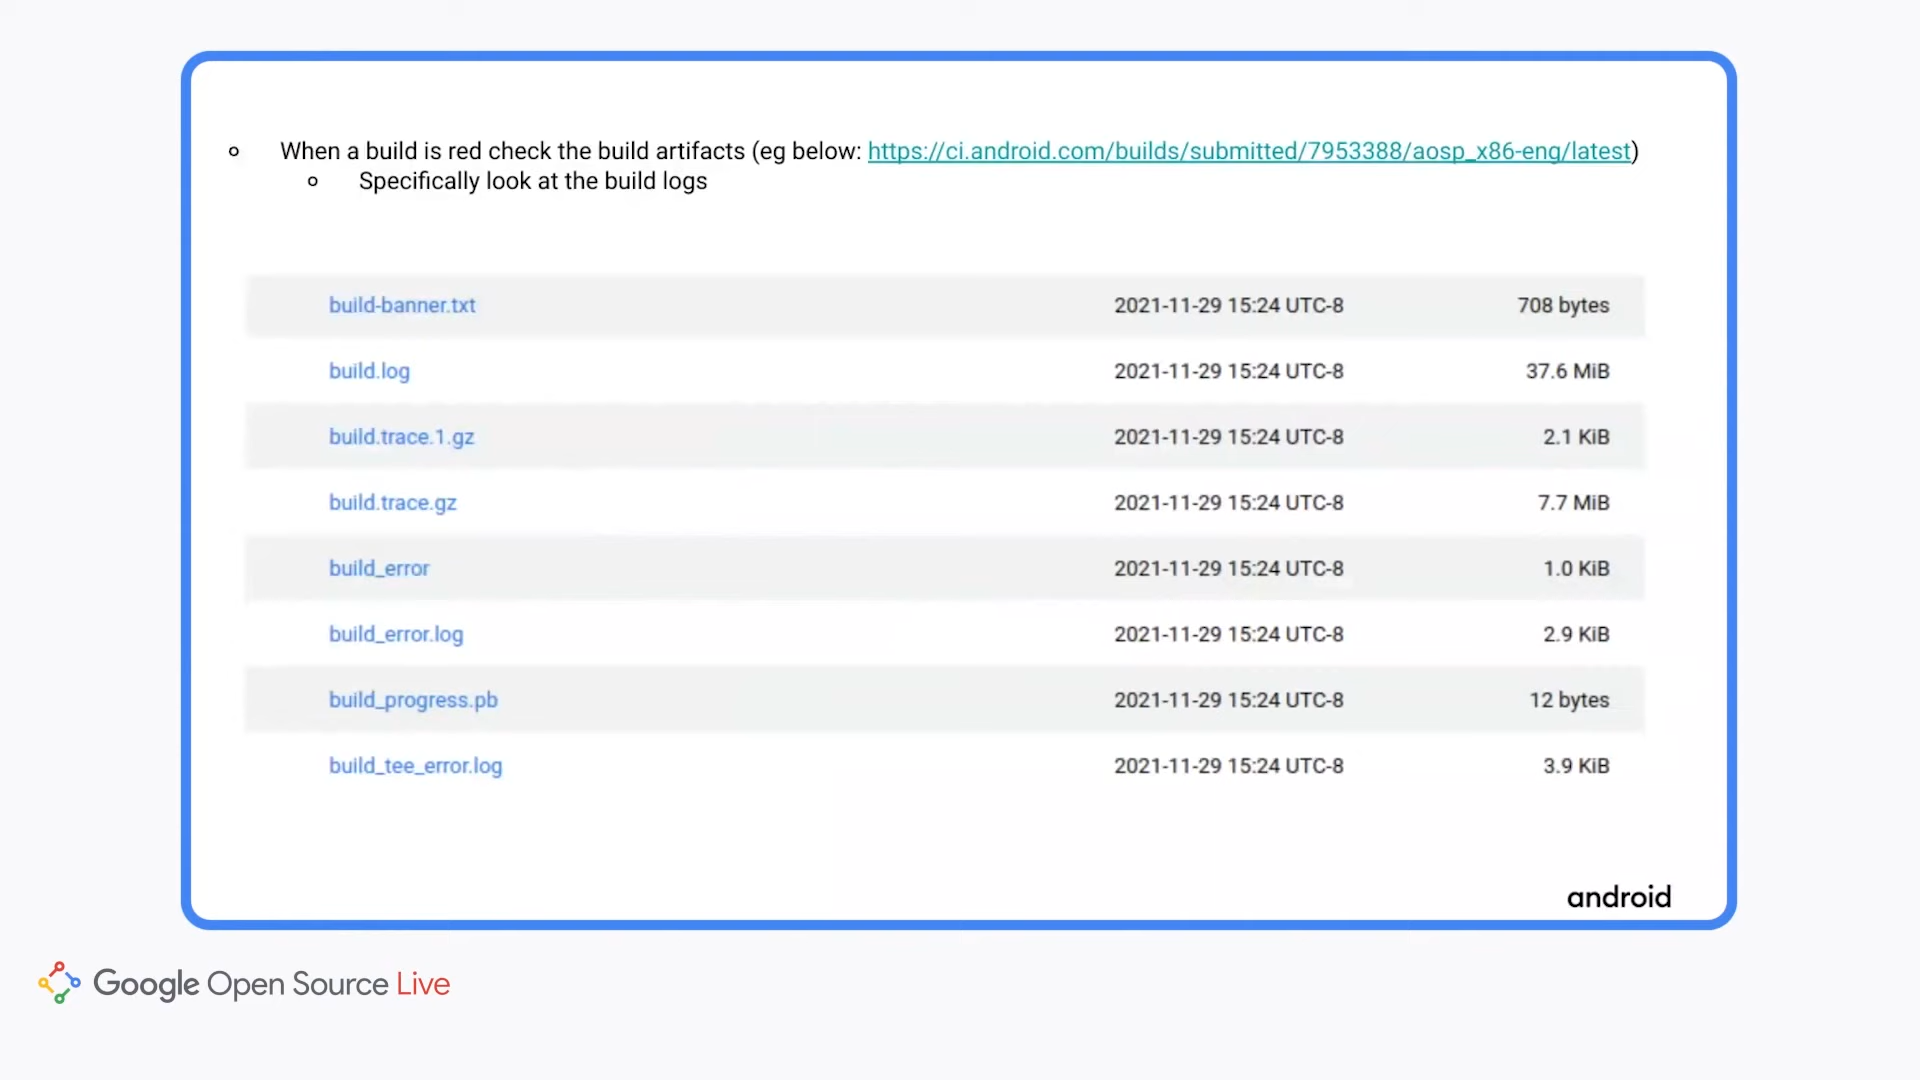 When a build is red check the build artifacts (eg below: https://ci.android.com/builds/submitted/7953388/aosp_x86-eng/latest)
Specifically look at the build logs
build-banner.txt 2021-11-29 15:24 UTC-8 708 bytes
build.log 2021-11-29 15:24 UTC-8 37.6 MiB
build.trace.1.gz 2021-11-29 15:24 UTC-8 2.1 KiB
build.trace.gz 2021-11-29 15:24 UTC-8 7.7 MiB
build_error 2021-11-29 15:24 UTC-8 1.0 KiB
build_error.log 2021-11-29 15:24 UTC-8 2.9 KiB
build_progress.pb 2021-11-29 15:24 UTC-8 12 bytes
build_tee_error.log 2021-11-29 15:24 UTC-8 3.9 KiB
android
Google Open Source Live